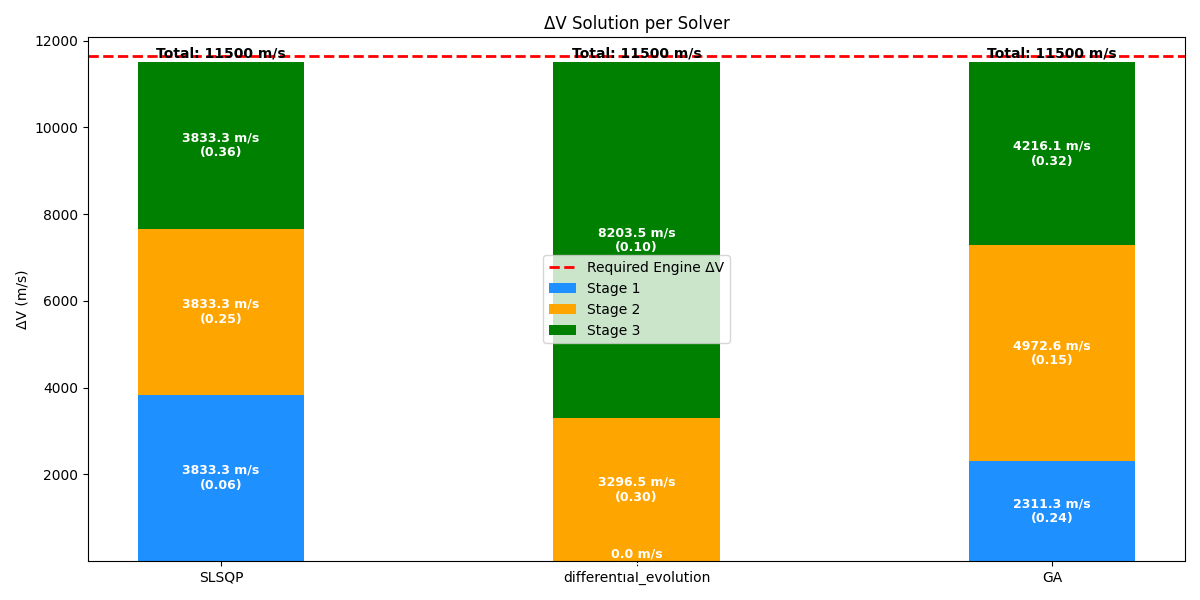 ΔV Solution per Solver
12000
10000
8000
6000
4000
2000
ΔV (m/s)
Total: 11500 m/s
3833.3 m/s
(0.36)
3833.3 m/s
(0.25)
3833.3 m/s
(0.06)
SLSQP
Total: 11500 m/s
8203.5 m/s
(0.10)
3296.5 m/s
(0.30)
0.0 m/s
differential_evolution
Total: 11500 m/s
4216.1 m/s
(0.32)
4972.6 m/s
(0.15)
2311.3 m/s
(0.24)
GA
Required Engine ΔV
Stage 1
Stage 2
Stage 3